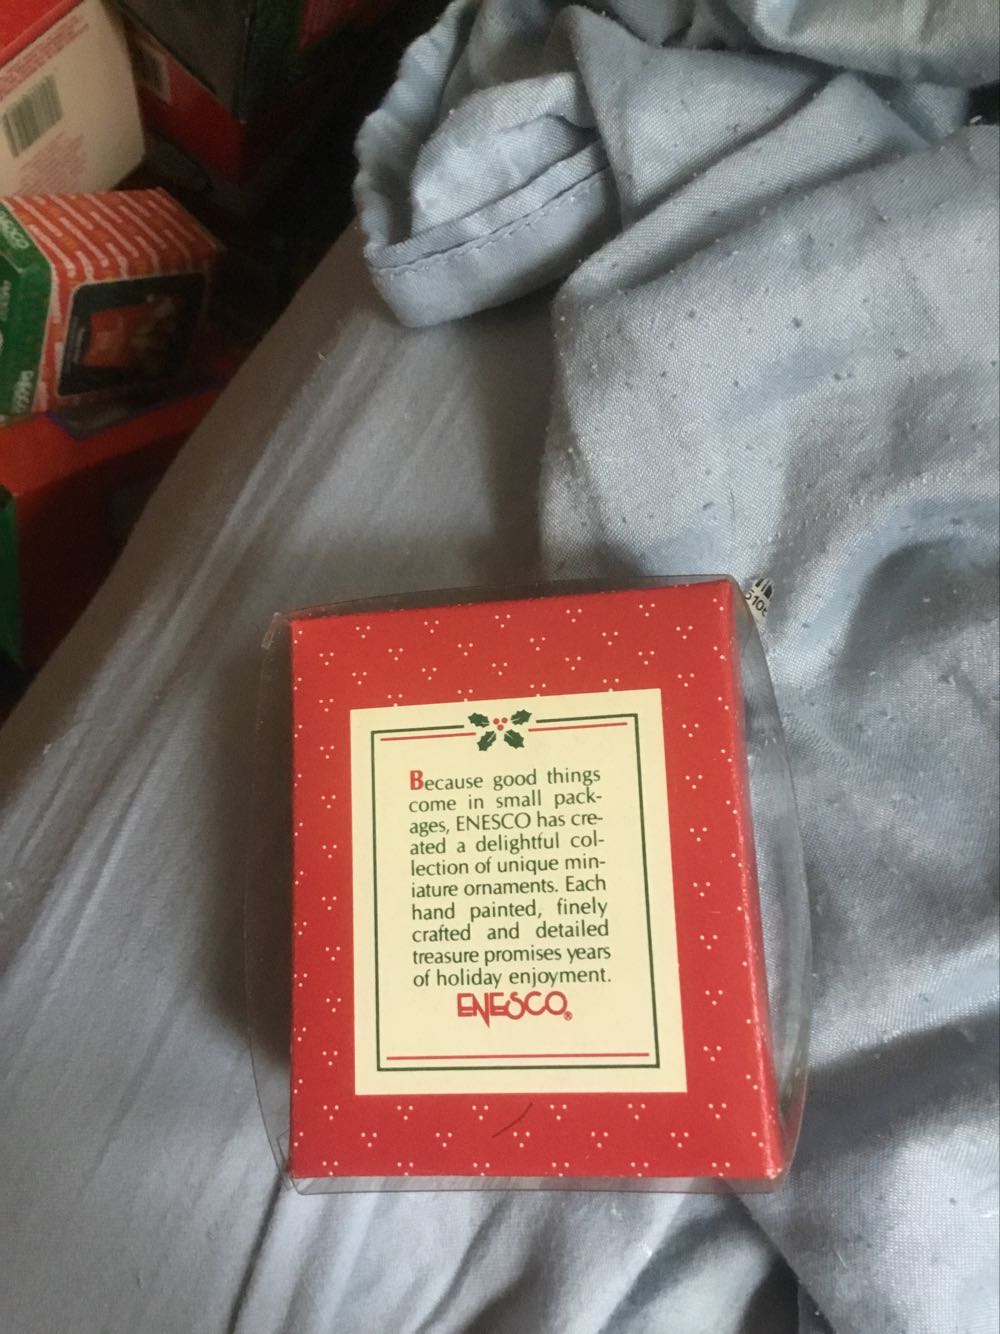 Because good things
come in small pack-
ages, ENESCO has cre-
ated a delightful col-
lection of unique min-
iature ornaments. Each
hand painted, finely
crafted and detailed
treasure promises years
of holiday enjoyment.
ENESCO®